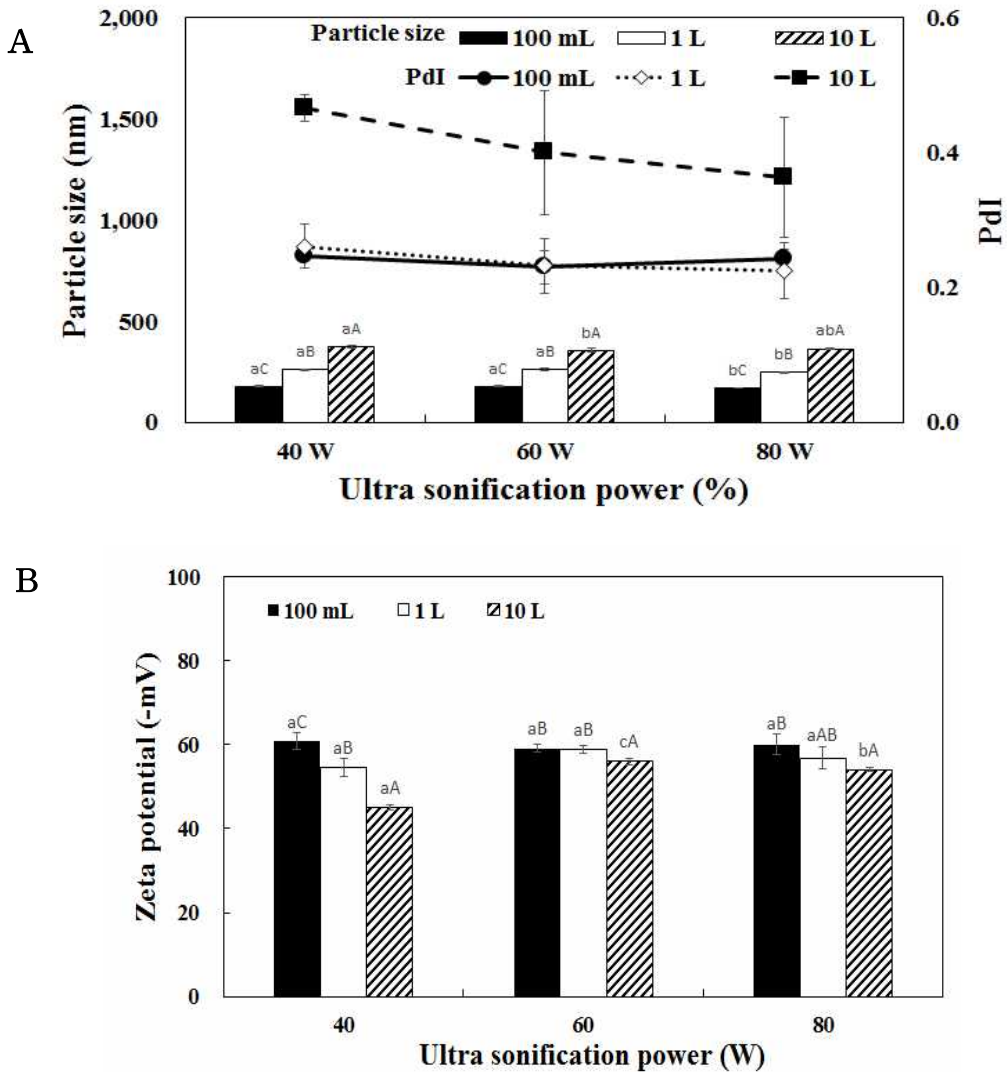 A
Particle size 100 mL 1 L 10 L
PdI 100 mL 1 L 10 L
Particle size (nm)
2,000
1,500
1,000
500
0
PdI
0.6
0.4
0.2
0.0
aC aB aA
aC aB bA
bC bB abA
40 W 60 W 80 W
Ultra sonification power (%)
B
100 mL 1 L 10 L
Zeta potential (-mV)
100
80
60
40
20
0
aC aB aA
aB aB cA
aB aAB bA
40 60 80
Ultra sonification power (W)